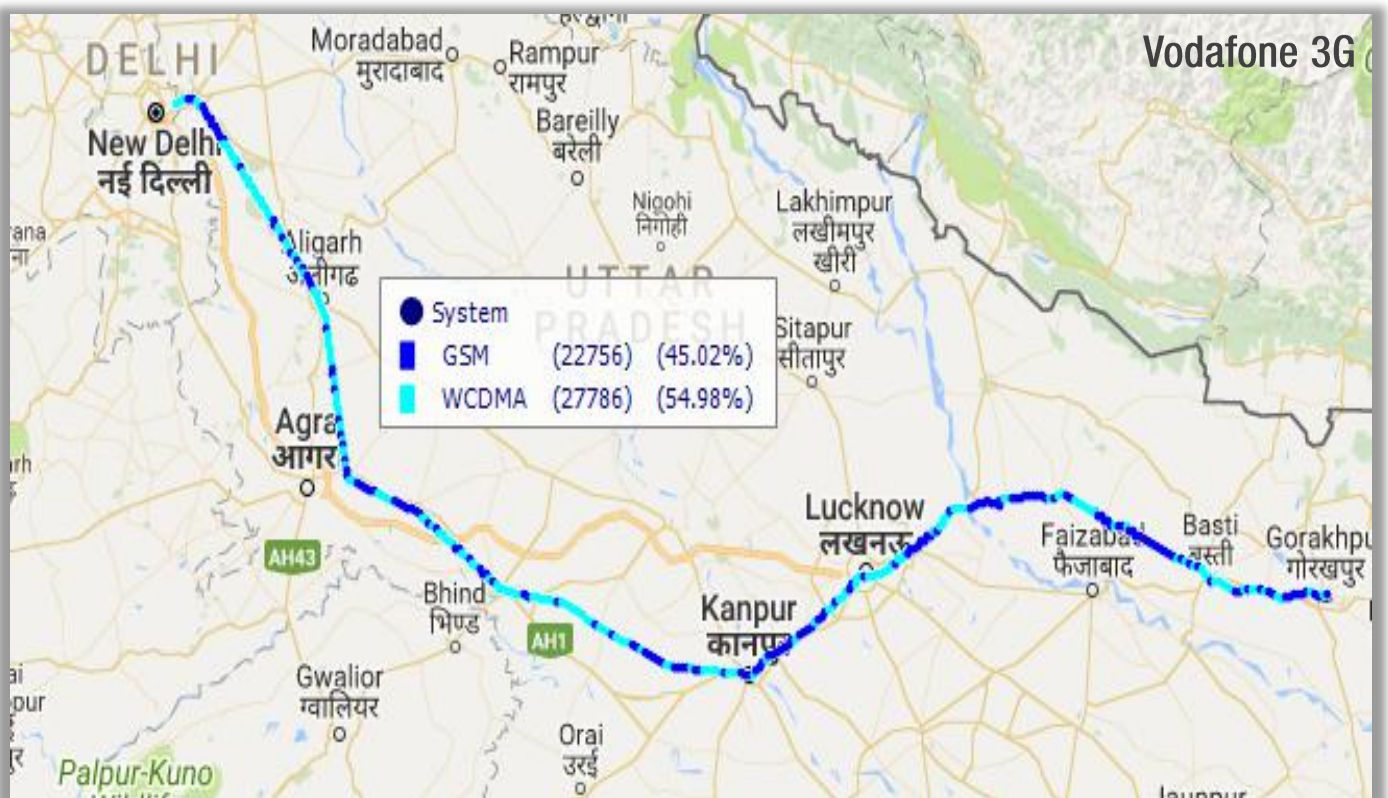 Vodafone 3G
DELHI
Moradabad
मुरादाबाद
Rampur
रामपुर
New Delhi
नई दिल्ली
Bareilly
बरेली
Nigohi
निगोही
Lakhimpur
लखीमपुर
खीरी
Aligarh
अलीगढ
UTTAR
PRADESH
System
GSM (22756) (45.02%)
WCDMA (27786) (54.98%)
Sitapur
सीतापुर
Agra
आगर
Lucknow
लखनऊ
AH43
Faizabad
फैजाबाद
Basti
बस्ती
Gorakhpu
गोरखपुर
Bhind
भिण्ड
AH1
Kanpur
कानपुर
Gwalior
ग्वालियर
Orai
उरई
Palpur-Kuno